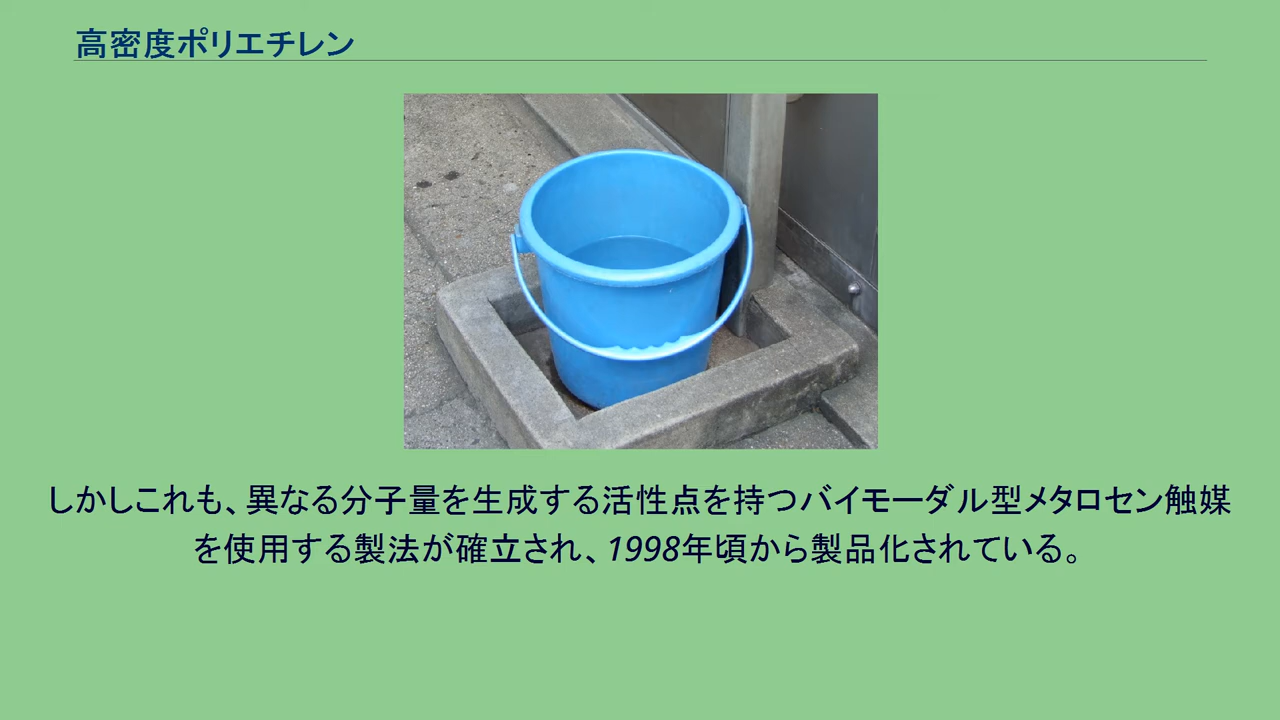 高密度ポリエチレン
しかしこれも、異なる分子量を生成する活性点を持つバイモーダル型メタロセン触媒
を使用する製法が確立され、1998年頃から製品化されている。